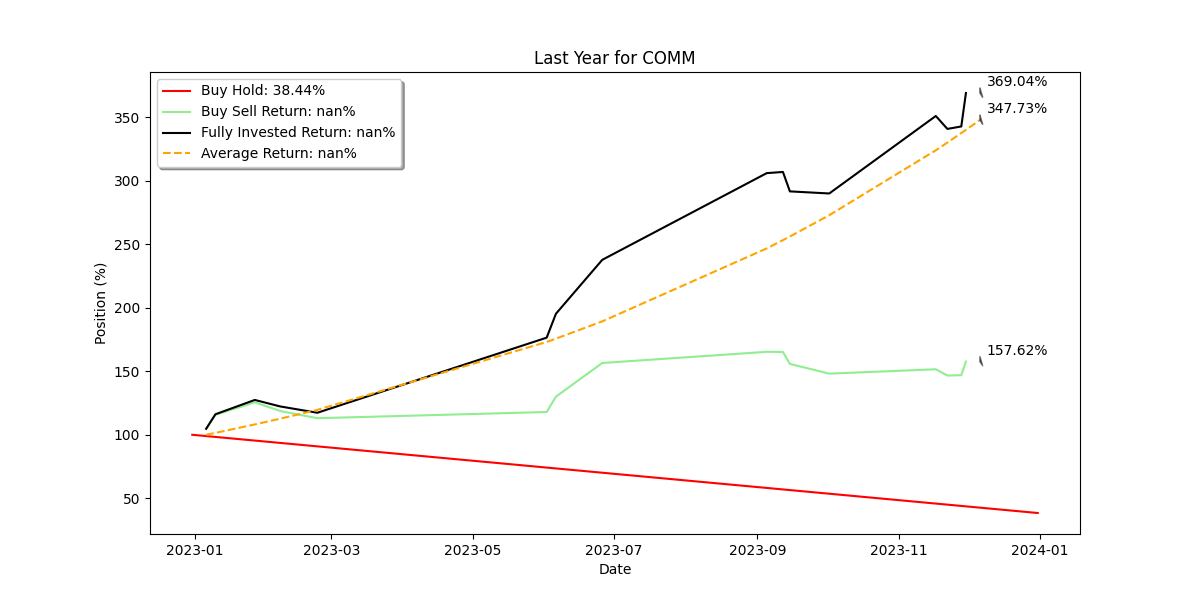 Last Year for COMM
Buy Hold: 38.44%
Buy Sell Return: nan%
Fully Invested Return: nan%
Average Return: nan%
369.04%
347.73%
157.62%
Position (%)
350
300
250
200
150
100
50
2023-01
2023-03
2023-05
2023-07
2023-09
2023-11
2024-01
Date